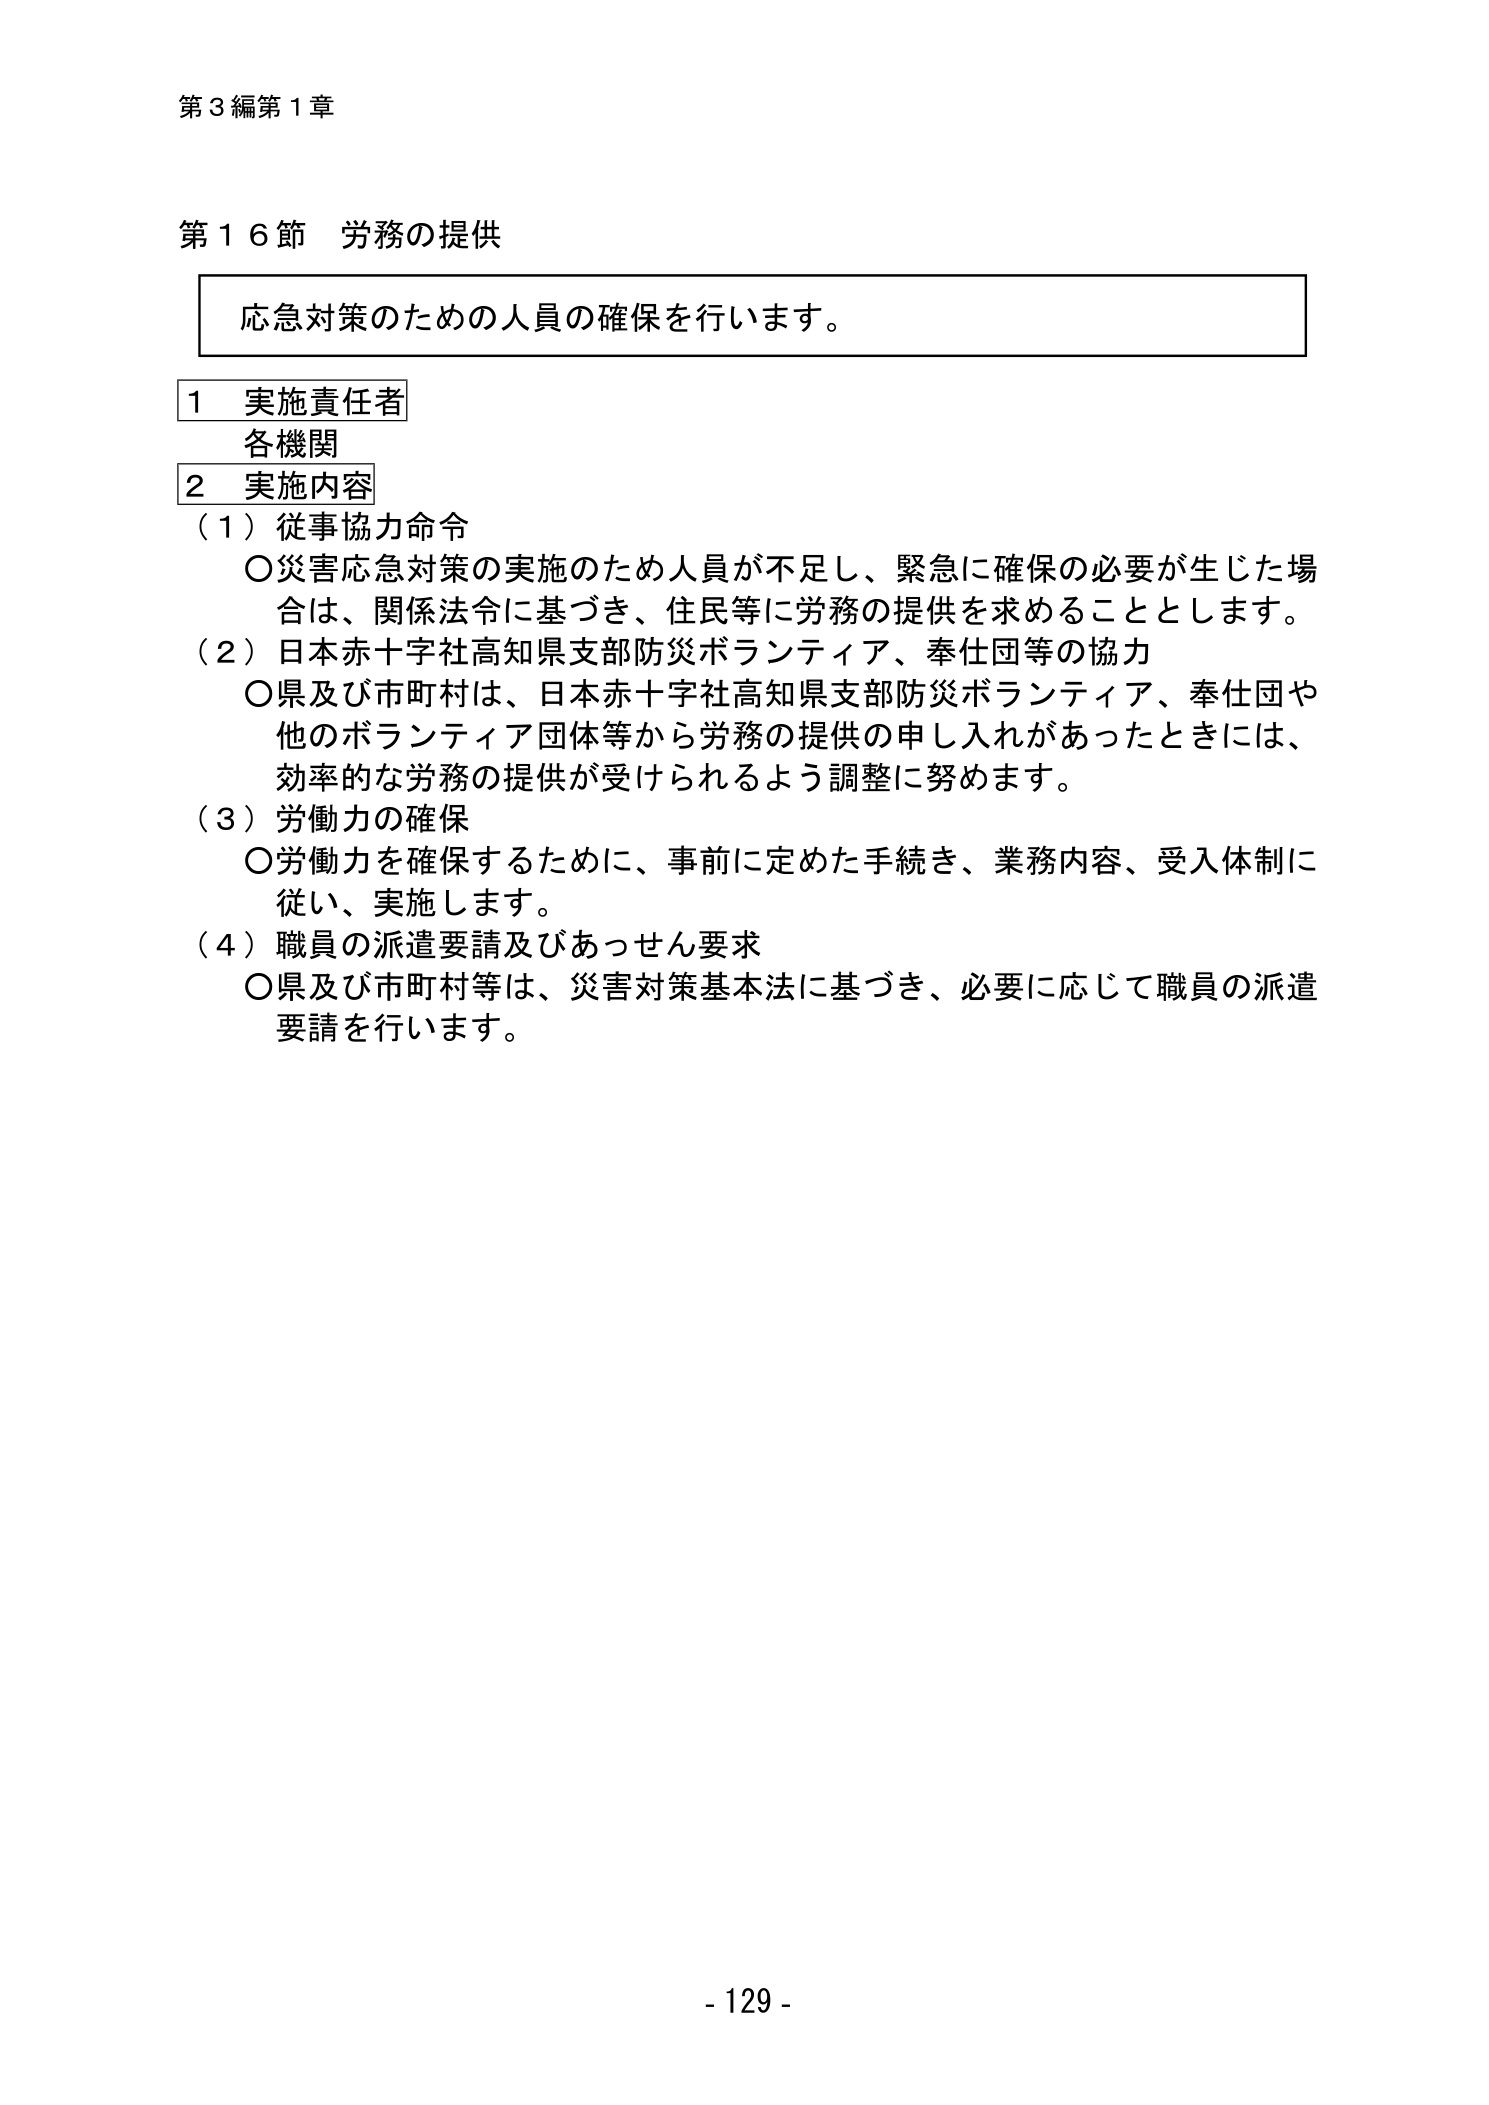 第３編第１章
第１６節　労務の提供
応急対策のための人員の確保を行います。
１　実施責任者
各機関
２　実施内容
（１）従事協力命令
〇災害応急対策の実施のため人員が不足し、緊急に確保の必要が生じた場
合は、関係法令に基づき、住民等に労務の提供を求めることとします。
（２）日本赤十字社高知県支部防災ボランティア、奉仕団等の協力
〇県及び市町村は、日本赤十字社高知県支部防災ボランティア、奉仕団や
他のボランティア団体等から労務の提供の申し入れがあったときには、
効率的な労務の提供が受けられるよう調整に努めます。
（３）労働力の確保
〇労働力を確保するために、事前に定めた手続き、業務内容、受入体制に
従い、実施します。
（４）職員の派遣要請及びあっせん要求
〇県及び市町村等は、災害対策基本法に基づき、必要に応じて職員の派遣
要請を行います。
- 129 -